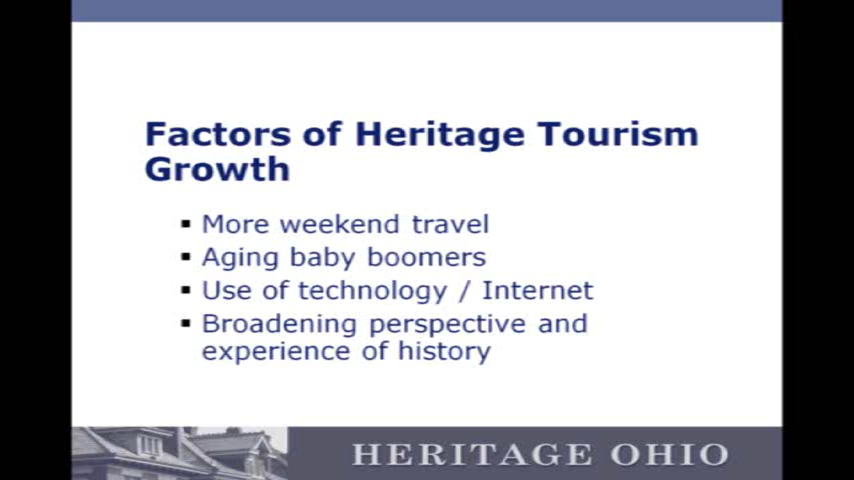 Factors of Heritage Tourism
Growth
▪ More weekend travel
▪ Aging baby boomers
▪ Use of technology / Internet
▪ Broadening perspective and
experience of history
HERITAGE OHIO